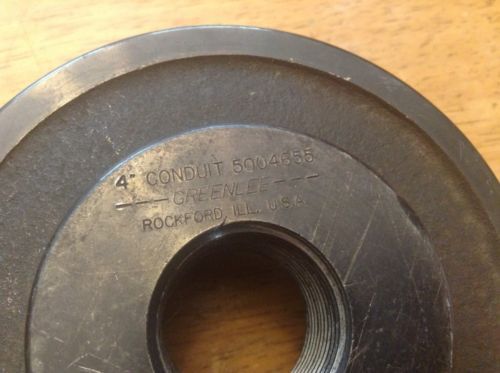 4" CONDUIT 5004655
GREENLEE
ROCKFORD, ILL. U.S.A.